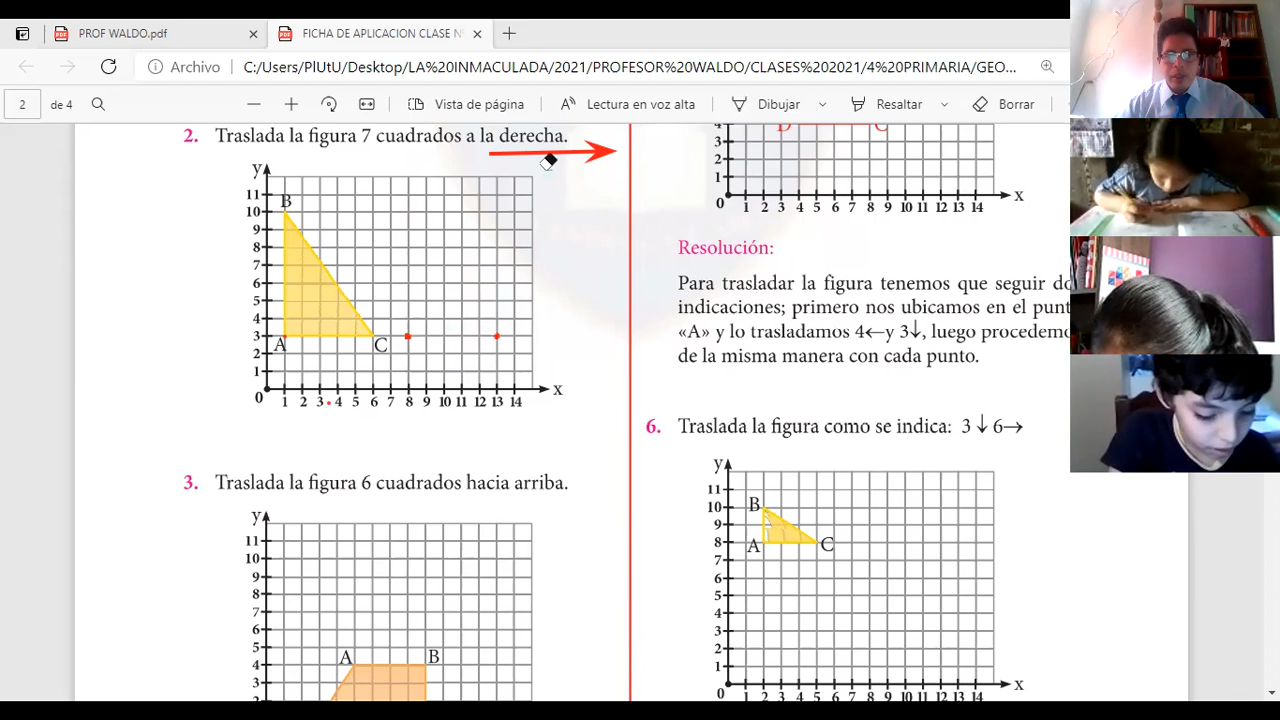 PROF WALDO.pdf
FICHA DE APLICACION CLASE Nº
Archivo
C:/Users/PlUtU/Desktop/LA%20INMACULADA/2021/PROFESOR%20WALDO/CLASES%202021/4%20PRIMARIA/GEO...
2 de 4
Vista de página
Lectura en voz alta
Dibujar
Resaltar
Borrar
2. Traslada la figura 7 cuadrados a la derecha.
y
11
B
10
9
8
7
6
5
4
3
A C
2
1
0 1 2 3 4 5 6 7 8 9 10 11 12 13 14 x
3. Traslada la figura 6 cuadrados hacia arriba.
y
11
10
9
8
7
6
5
A B
4
3
2
D C
4
3
2
1
0 1 2 3 4 5 6 7 8 9 10 11 12 13 14 x
Resolución:
Para trasladar la figura tenemos que seguir
indicaciones; primero nos ubicamos en el
«A» y lo trasladamos 4←y 3↓, luego
de la misma manera con cada punto.
6. Traslada la figura como se indica: 3 ↓ 6→
y
11
B
10
9
8
A C
7
6
5
4
3
2
1
0 1 2 3 4 5 6 7 8 9 10 11 12 13 14 x